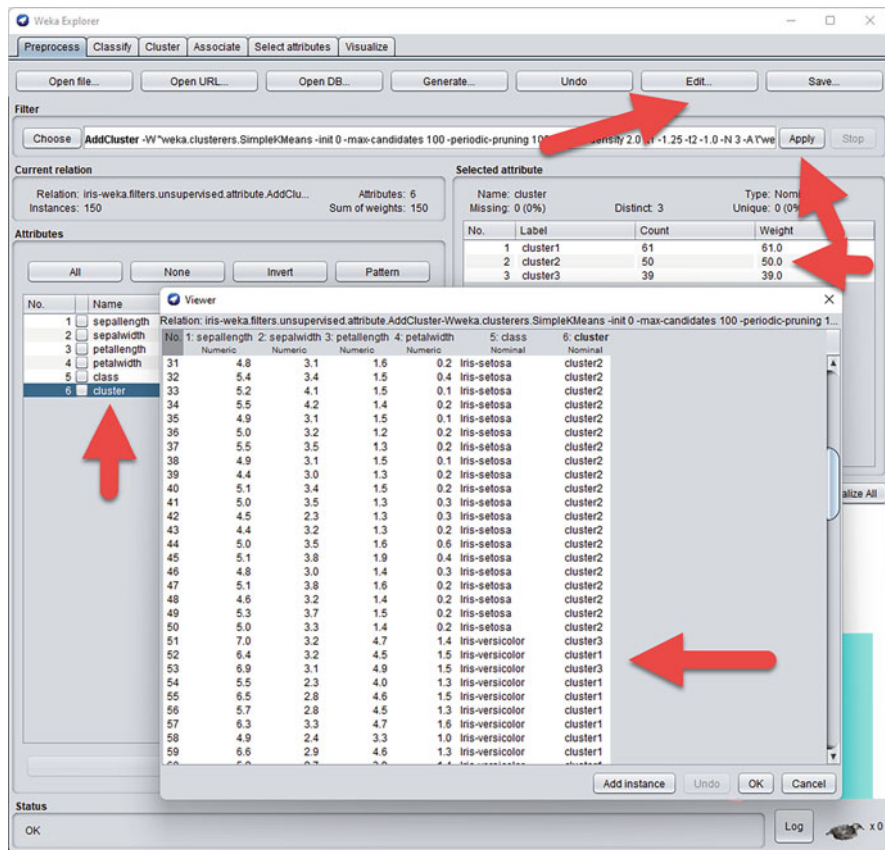 Weka Explorer
Preprocess Classify Cluster Associate Select attributes Visualize
Open file... Open URL... Open DB... Generate... Undo Edit... Save...
Filter
Choose AddCluster -W "weka.clusterers.SimpleKMeans -init 0 -max-candidates 100 -periodic-pruning 2.0 -1.25 -t2 -1.0 -N 3 -A \"we Apply Stop
Current relation
Relation: iris-weka.filters.unsupervised.attribute.AddClu... Attributes: 6
Instances: 150 Sum of weights: 150
Selected attribute
Name: cluster Type:
Missing: 0 (0%) Distinct: 3 Unique:
No. Label Count Weight
1 cluster1 61 61.0
2 cluster2 50 50.0
3 cluster3 39 39.0
Attributes
All None Invert Pattern
No. Name
1 sepallength
2 sepalwidth
3 petallength
4 petalwidth
5 class
6 cluster
Viewer
Relation: iris-weka.filters.unsupervised.attribute.AddCluster-Wweka.clusterers.SimpleKMeans -init 0 -max-candidates 100 -periodic-pruning 1...
No. 1: sepallength 2: sepalwidth 3: petallength 4: petalwidth 5: class 6: cluster
Numeric Numeric Numeric Numeric Nominal Nominal
31 4.8 3.1 1.6 0.2 Iris-setosa cluster2
32 5.4 3.4 1.5 0.4 Iris-setosa cluster2
33 5.2 4.1 1.5 0.1 Iris-setosa cluster2
34 5.5 4.2 1.4 0.2 Iris-setosa cluster2
35 4.9 3.1 1.5 0.1 Iris-setosa cluster2
36 5.0 3.2 1.2 0.2 Iris-setosa cluster2
37 5.5 3.5 1.3 0.2 Iris-setosa cluster2
38 4.9 3.1 1.5 0.1 Iris-setosa cluster2
39 4.4 3.0 1.3 0.2 Iris-setosa cluster2
40 5.1 3.4 1.5 0.2 Iris-setosa cluster2
41 5.0 3.5 1.3 0.3 Iris-setosa cluster2
42 4.5 2.3 1.3 0.3 Iris-setosa cluster2
43 4.4 3.2 1.3 0.2 Iris-setosa cluster2
44 5.0 3.5 1.6 0.6 Iris-setosa cluster2
45 5.1 3.8 1.9 0.4 Iris-setosa cluster2
46 4.8 3.0 1.4 0.3 Iris-setosa cluster2
47 5.1 3.8 1.6 0.2 Iris-setosa cluster2
48 4.6 3.2 1.4 0.2 Iris-setosa cluster2
49 5.3 3.7 1.5 0.2 Iris-setosa cluster2
50 5.0 3.3 1.4 0.2 Iris-setosa cluster2
51 7.0 3.2 4.7 1.4 Iris-versicolor cluster3
52 6.4 3.2 4.5 1.5 Iris-versicolor cluster1
53 6.9 3.1 4.9 1.5 Iris-versicolor cluster3
54 5.5 2.3 4.0 1.3 Iris-versicolor cluster1
55 6.5 2.8 4.6 1.5 Iris-versicolor cluster1
56 5.7 2.8 4.5 1.3 Iris-versicolor cluster1
57 6.3 3.3 4.7 1.6 Iris-versicolor cluster1
58 4.9 2.4 3.3 1.0 Iris-versicolor cluster1
59 6.6 2.9 4.6 1.3 Iris-versicolor cluster1
alize All
Add instance Undo OK Cancel
Status
OK
Log x 0